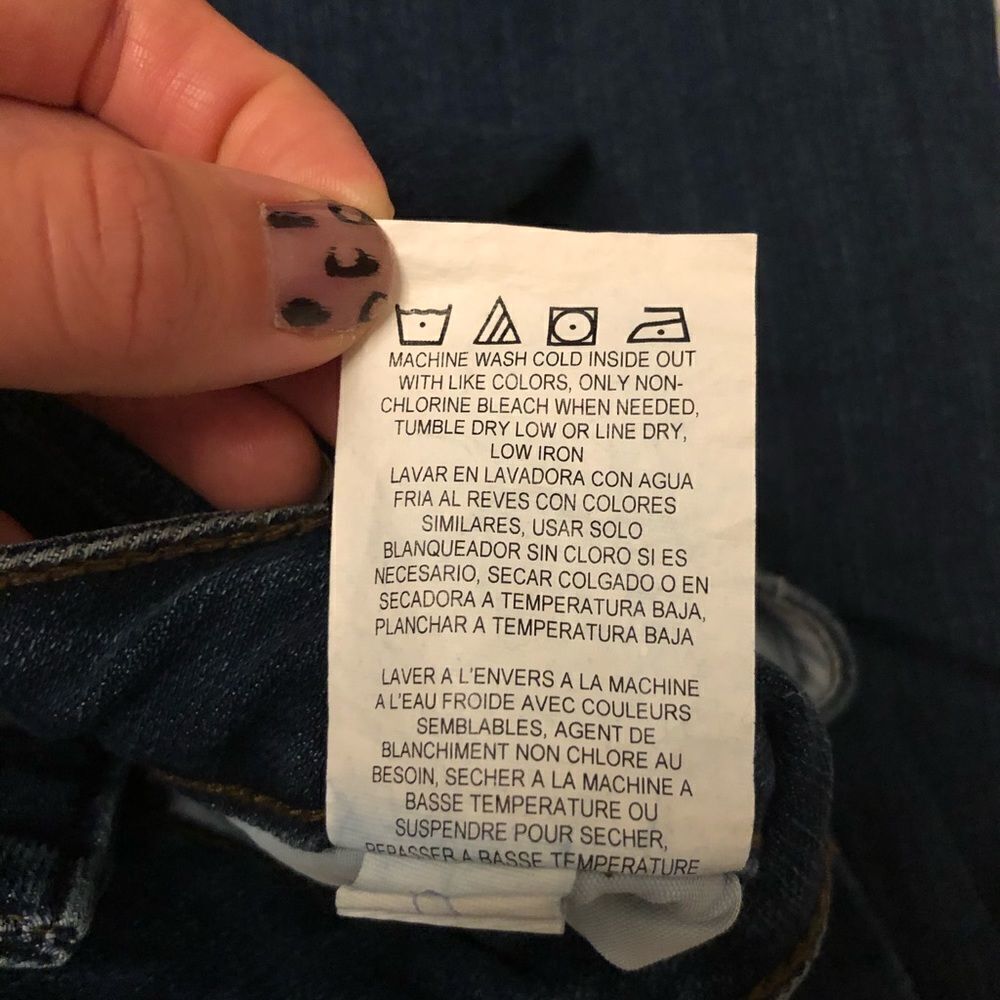 MACHINE WASH COLD INSIDE OUT
WITH LIKE COLORS, ONLY NON-
CHLORINE BLEACH WHEN NEEDED,
TUMBLE DRY LOW OR LINE DRY,
LOW IRON
LAVAR EN LAVADORA CON AGUA
FRIA AL REVES CON COLORES
SIMILARES, USAR SOLO
BLANQUEADOR SIN CLORO SI ES
NECESARIO, SECAR COLGADO O EN
SECADORA A TEMPERATURA BAJA,
PLANCHAR A TEMPERATURA BAJA
LAVER A L'ENVERS A LA MACHINE
A L'EAU FROIDE AVEC COULEURS
SEMBLABLES, AGENT DE
BLANCHIMENT NON CHLORE AU
BESOIN, SECHER A LA MACHINE A
BASSE TEMPERATURE OU
SUSPENDRE POUR SECHER,
REPASSER A BASSE TEMPERATURE